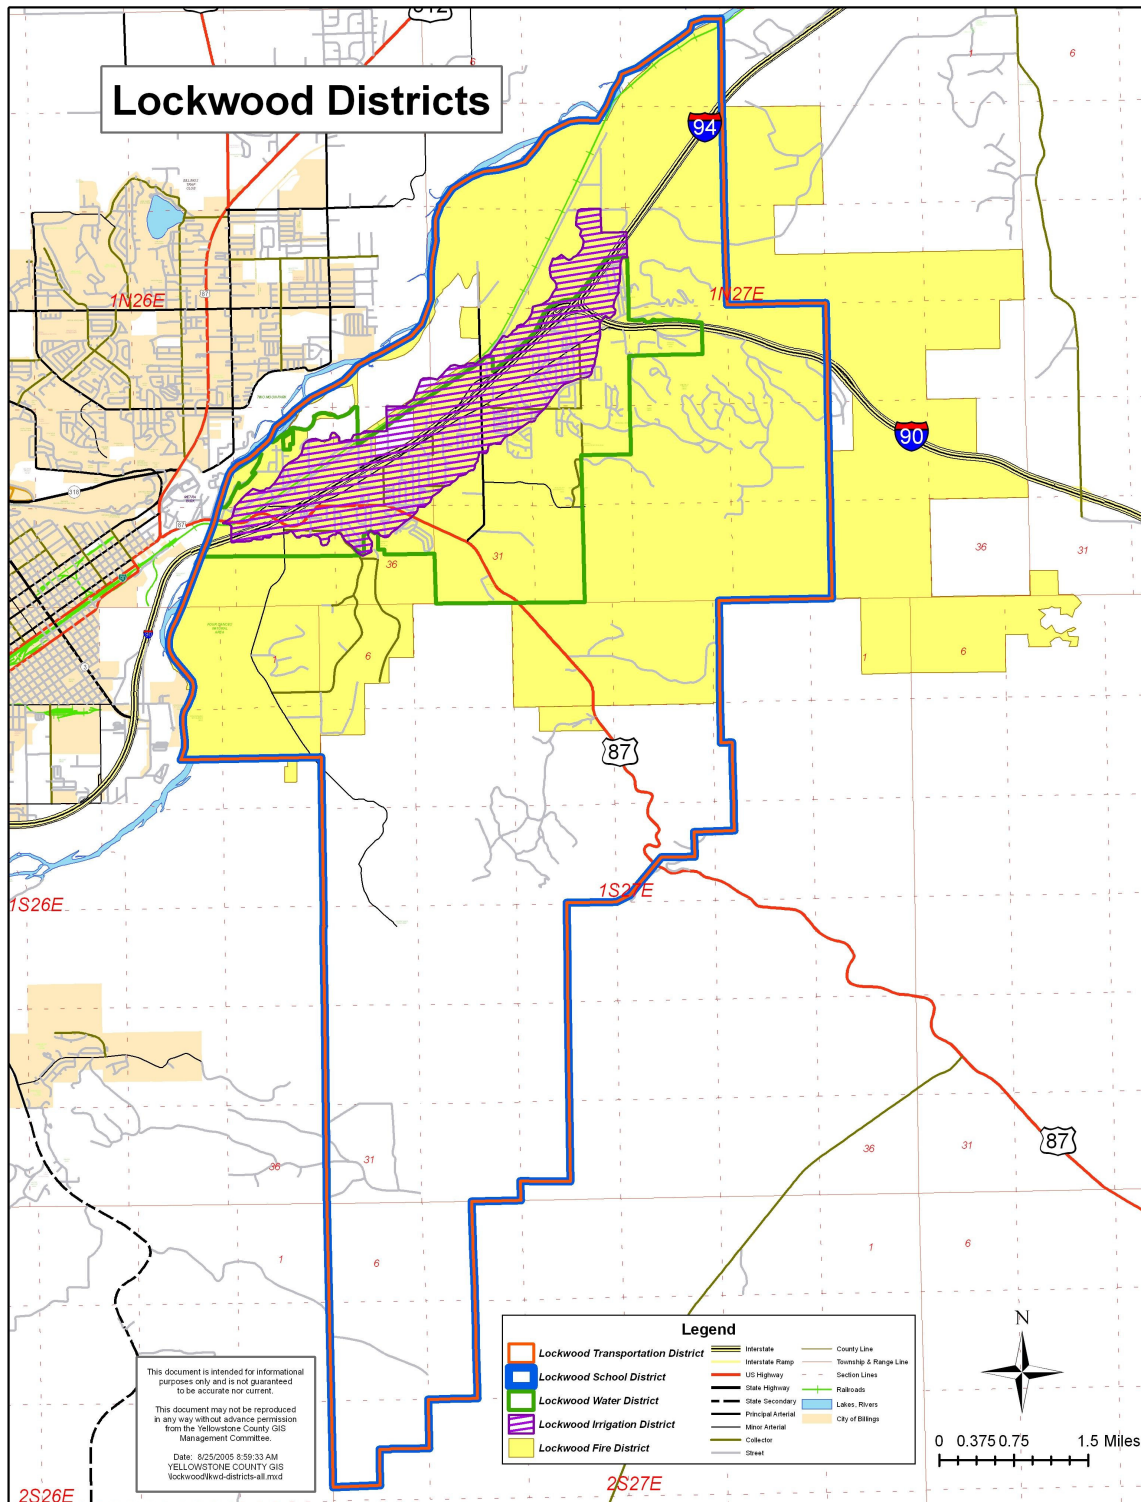 Lockwood Districts
94
1N26E
1N27E
90
87
318
87
6
1
6
36
31
36
31
1
6
1
6
87
1S26E
1S27E
87
36
31
36
31
1
6
1
6
Legend
Lockwood Transportation District
Lockwood School District
Lockwood Water District
Lockwood Irrigation District
Lockwood Fire District
Interstate
Interstate Ramp
US Highway
State Highway
State Secondary
Principal Arterial
Minor Arterial
Collector
Street
County Line
Township & Range Line
Section Lines
Railroads
Lakes, Rivers
City of Billings
N
0 0.375 0.75 1.5 Miles
This document is intended for informational
purposes only and is not guaranteed
to be accurate nor current.
This document may not be reproduced
in any way without advance permission
from the Yellowstone County GIS
Management Committee.
Date: 8/25/2005 8:59:33 AM
YELLOWSTONE COUNTY GIS
\lockwood\lkwd-districts-all.mxd
2S26E
2S27E